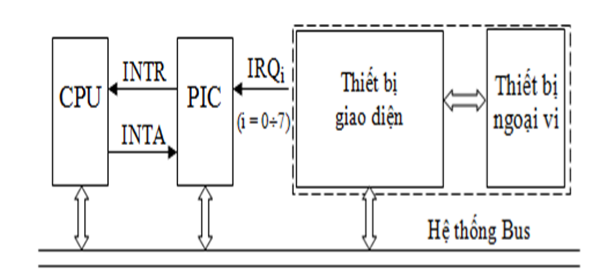 CPU
INTR
INTA
PIC
IRQi
(i = 0÷7)
Thiết bị
giao diện
Thiết bị
ngoại vi
Hệ thống Bus